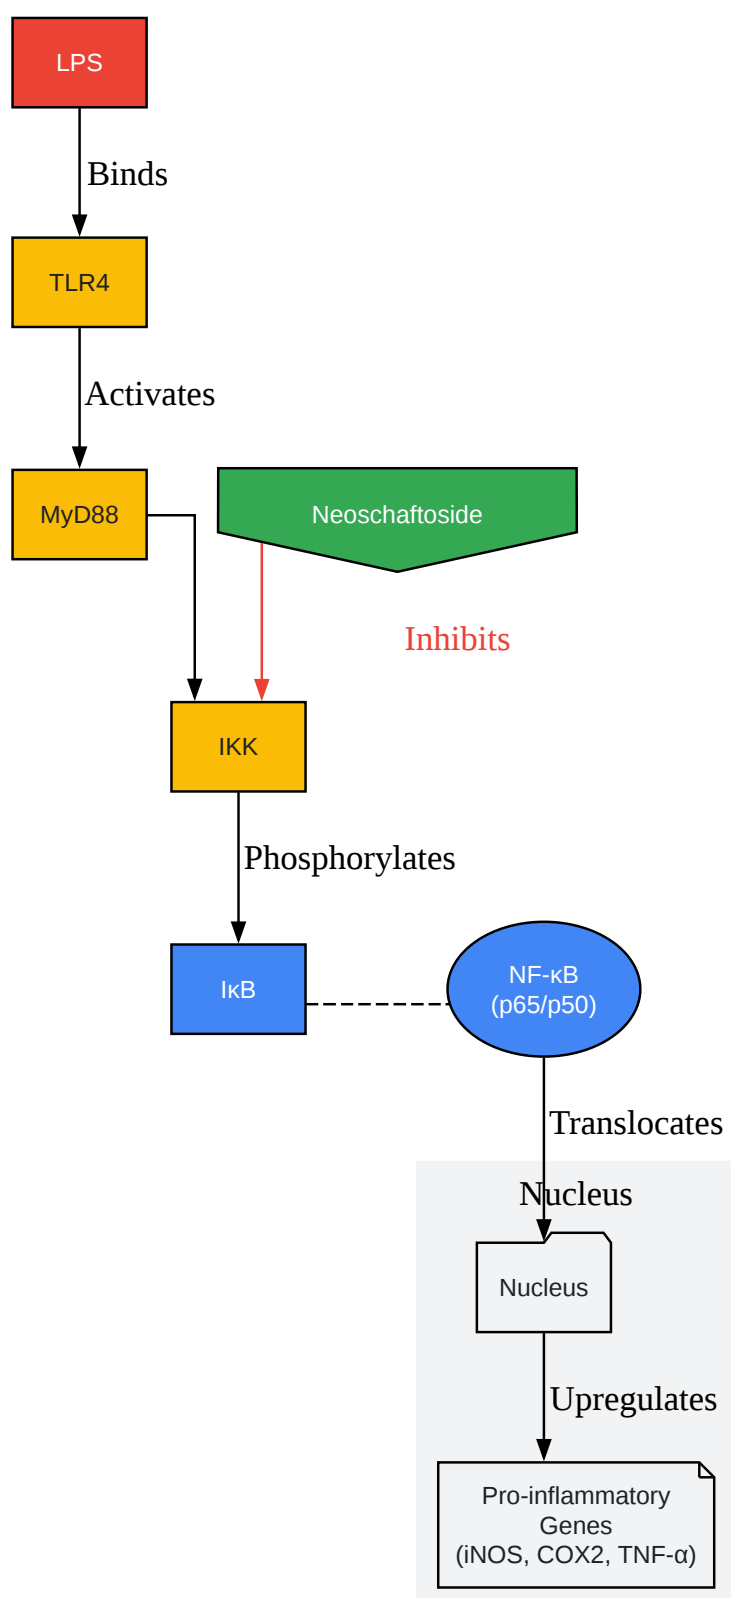 LPS
Binds
TLR4
Activates
MyD88
Neoschaftoside
Inhibits
IKK
Phosphorylates
IκB
NF-κB
(p65/p50)
Translocates
Nucleus
Nucleus
Upregulates
Pro-inflammatory
Genes
(iNOS, COX2, TNF-α)